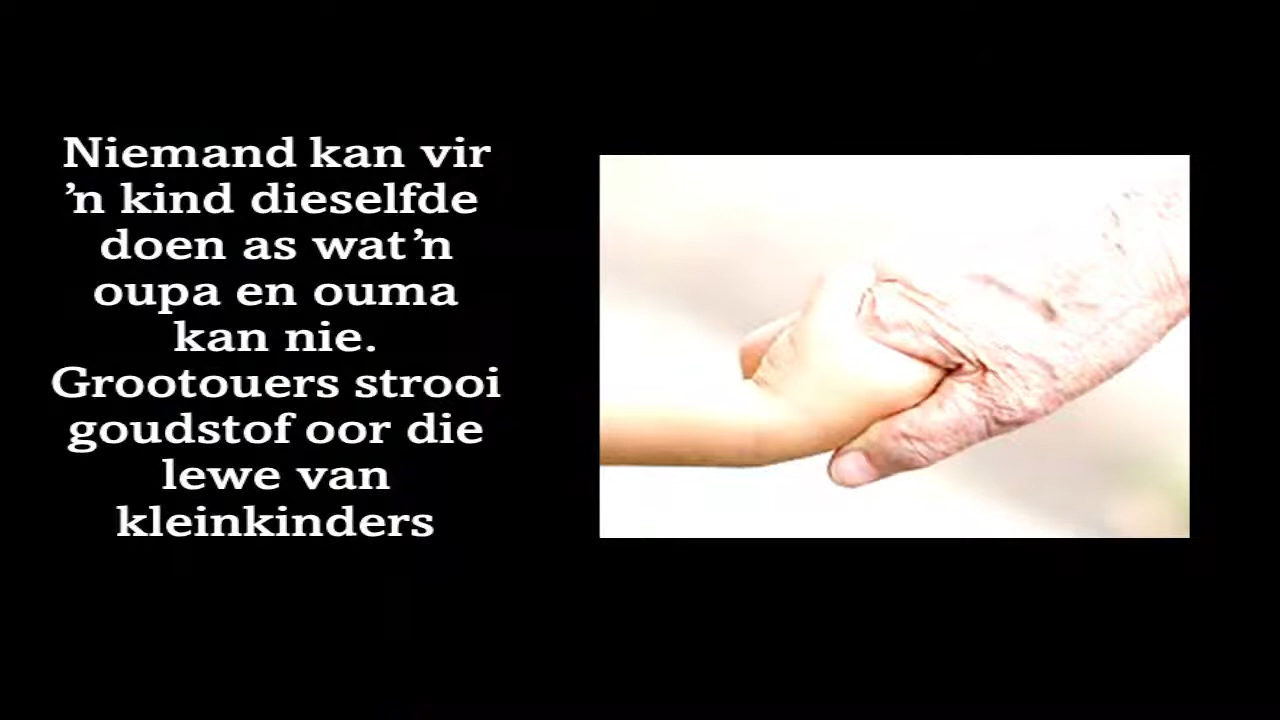 Niemand kan vir
’n kind dieselfde
doen as wat ’n
oupa en ouma
kan nie.
Grootouers strooi
goudstof oor die
lewe van
kleinkinders